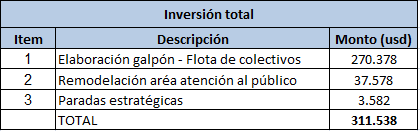 Inversión total
Item Descripción Monto (usd)
1 Elaboración galpón - Flota de colectivos 270.378
2 Remodelación aréa atención al público 37.578
3 Paradas estratégicas 3.582
TOTAL 311.538